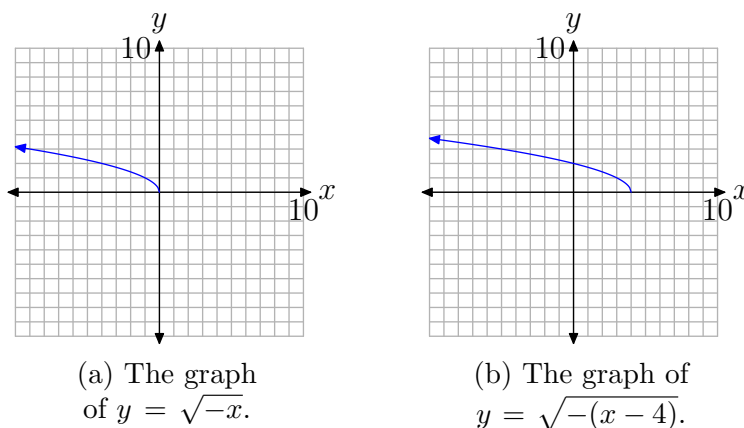 y
10
x
10
y
10
x
10
(a) The graph
of y = √−x.
(b) The graph of
y = √−(x − 4).